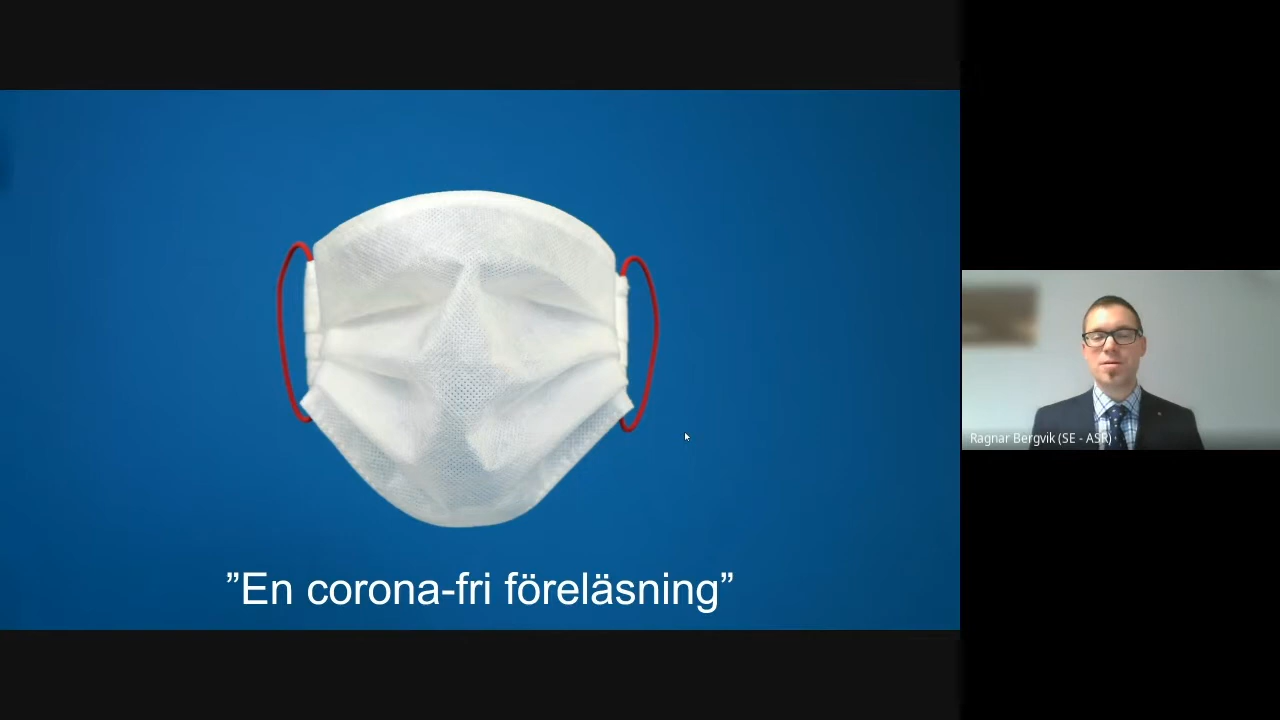 ”En corona-fri föreläsning”
Ragnar Bergvik (SE - ASR)